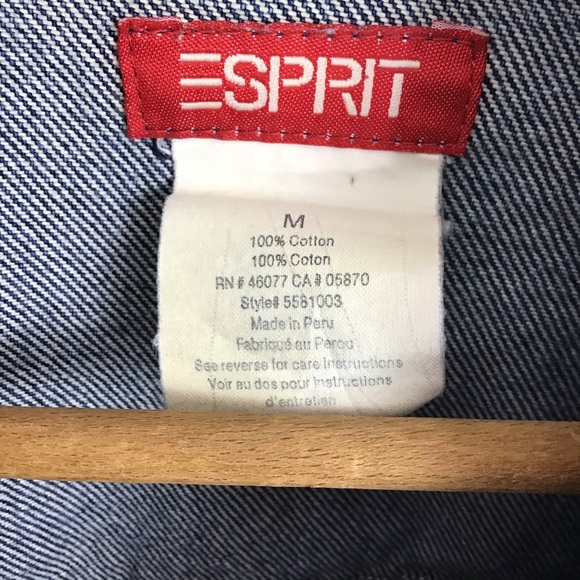 ESPRIT
M
100% Cotton
100% Coton
RN # 46077 CA # 05870
Style# 5581003
Made in Peru
Fabriqué au Perou
See reverse for care Instructions
Voir au dos pour Instructions
d'entretien